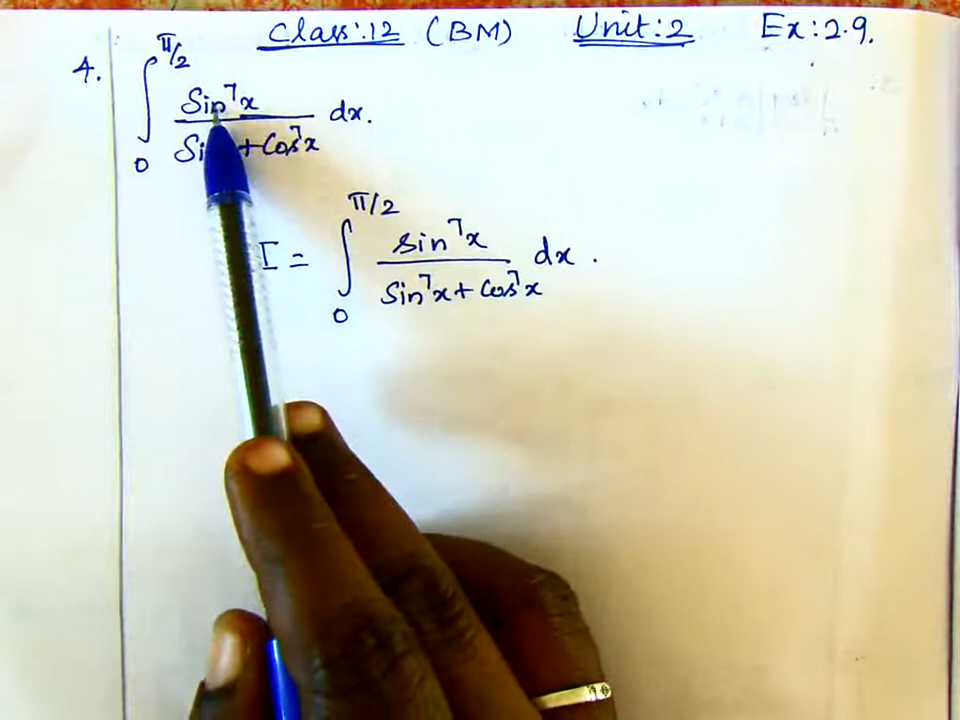 Class:12 (BM) Unit:2 Ex:2.9.
4. ∫₀^π/2 Sin⁷x / Si + Cos⁷x dx.
I = ∫₀^π/2 sin⁷x / Sin⁷x + Cos⁷x dx.